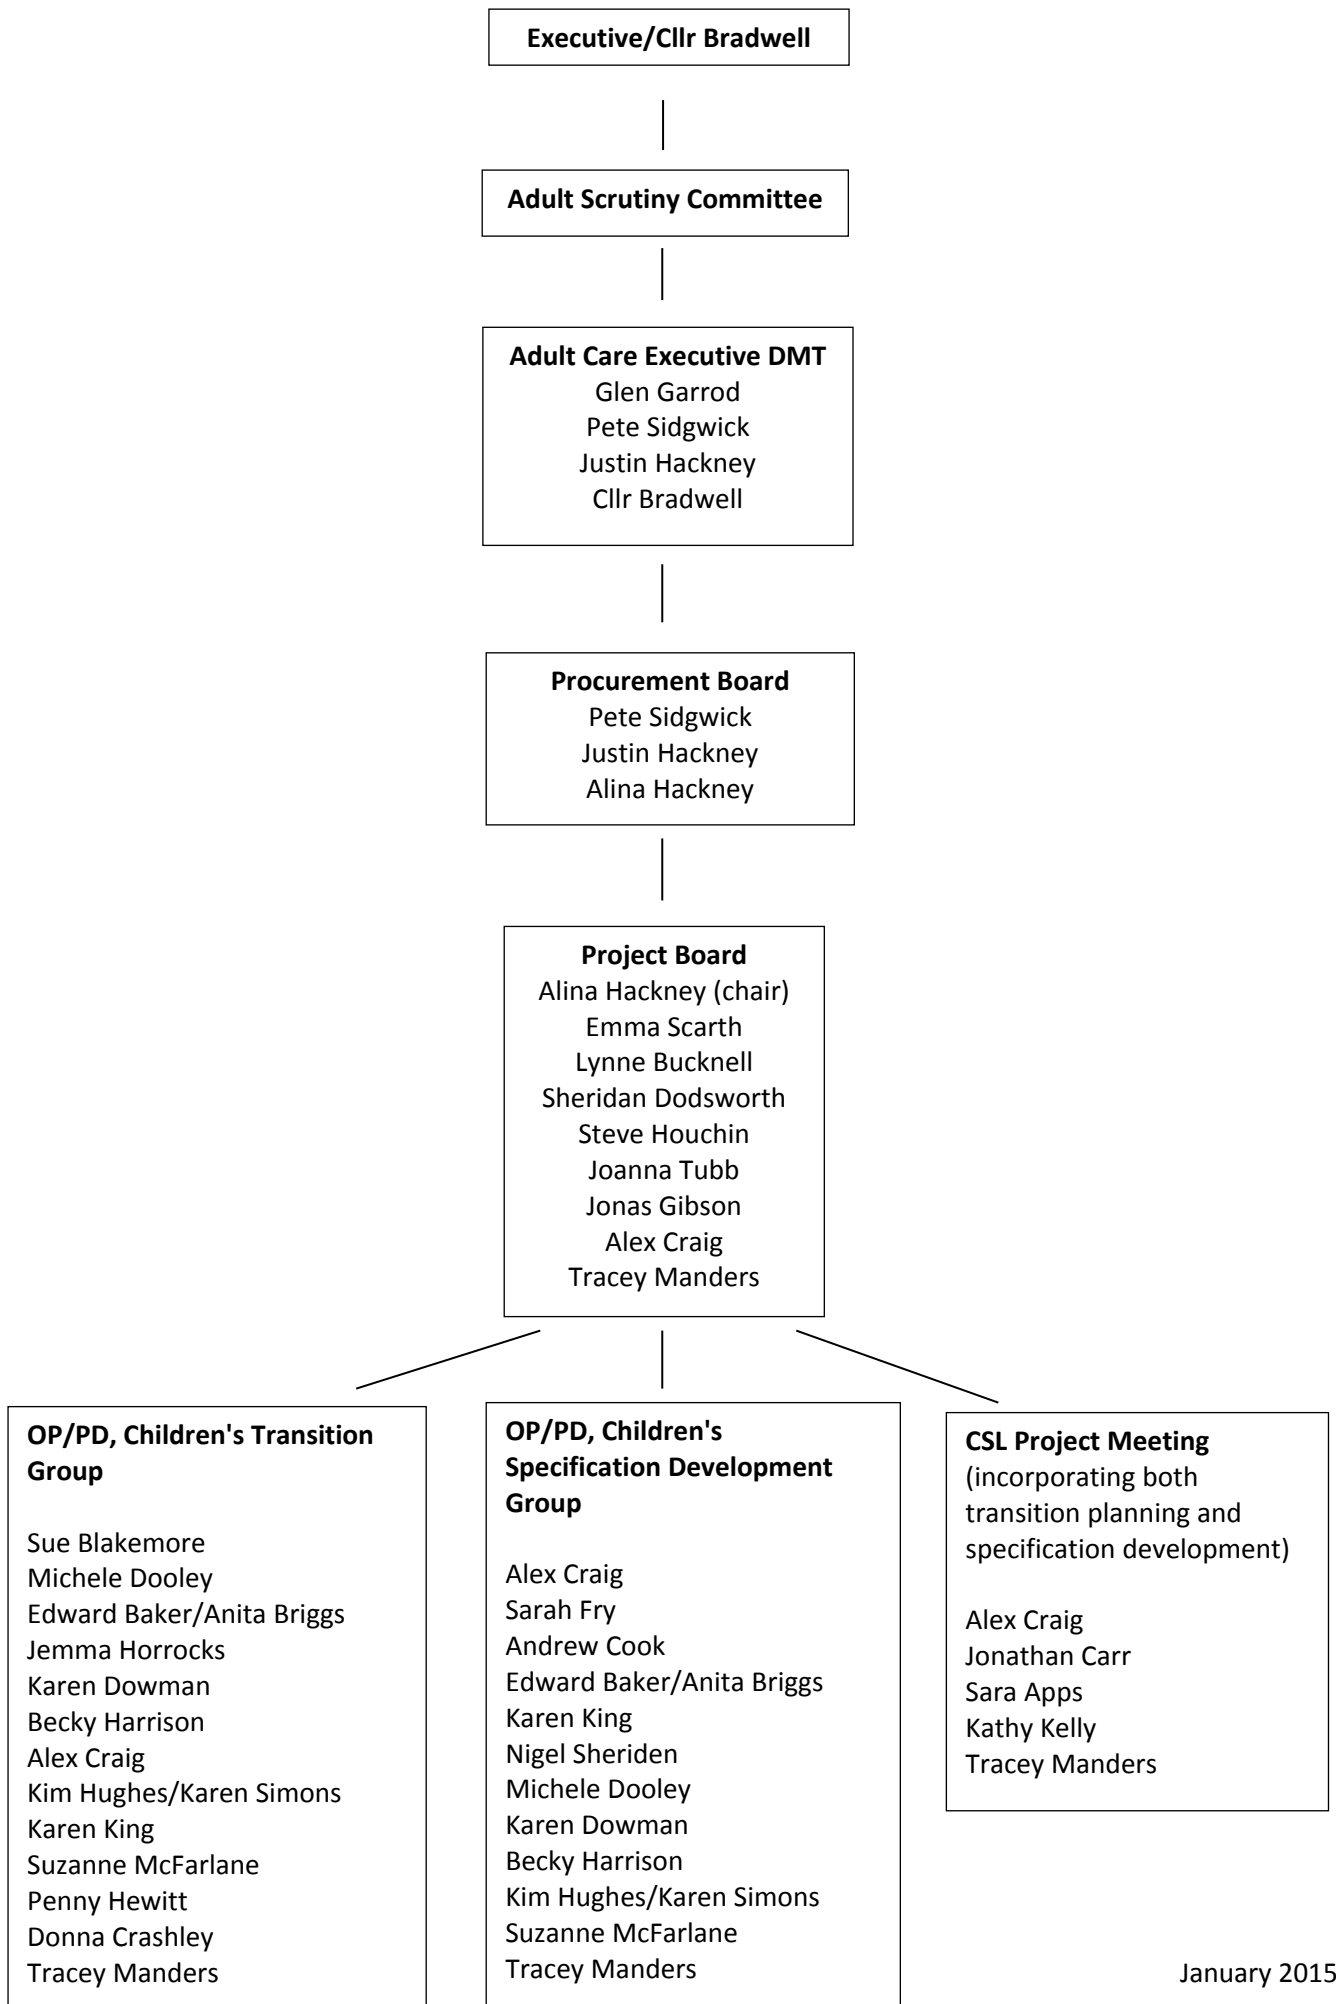 Executive/Cllr Bradwell
Adult Scrutiny Committee
Adult Care Executive DMT
Glen Garrod
Pete Sidgwick
Justin Hackney
Cllr Bradwell
Procurement Board
Pete Sidgwick
Justin Hackney
Alina Hackney
Project Board
Alina Hackney (chair)
Emma Scarth
Lynne Bucknell
Sheridan Dodsworth
Steve Houchin
Joanna Tubb
Jonas Gibson
Alex Craig
Tracey Manders
OP/PD, Children's Transition
Group
Sue Blakemore
Michele Dooley
Edward Baker/Anita Briggs
Jemma Horrocks
Karen Dowman
Becky Harrison
Alex Craig
Kim Hughes/Karen Simons
Karen King
Suzanne McFarlane
Penny Hewitt
Donna Crashley
Tracey Manders
OP/PD, Children's
Specification Development
Group
Alex Craig
Sarah Fry
Andrew Cook
Edward Baker/Anita Briggs
Karen King
Nigel Sheriden
Michele Dooley
Karen Dowman
Becky Harrison
Kim Hughes/Karen Simons
Suzanne McFarlane
Tracey Manders
CSL Project Meeting
(incorporating both
transition planning and
specification development)
Alex Craig
Jonathan Carr
Sara Apps
Kathy Kelly
Tracey Manders
January 2015